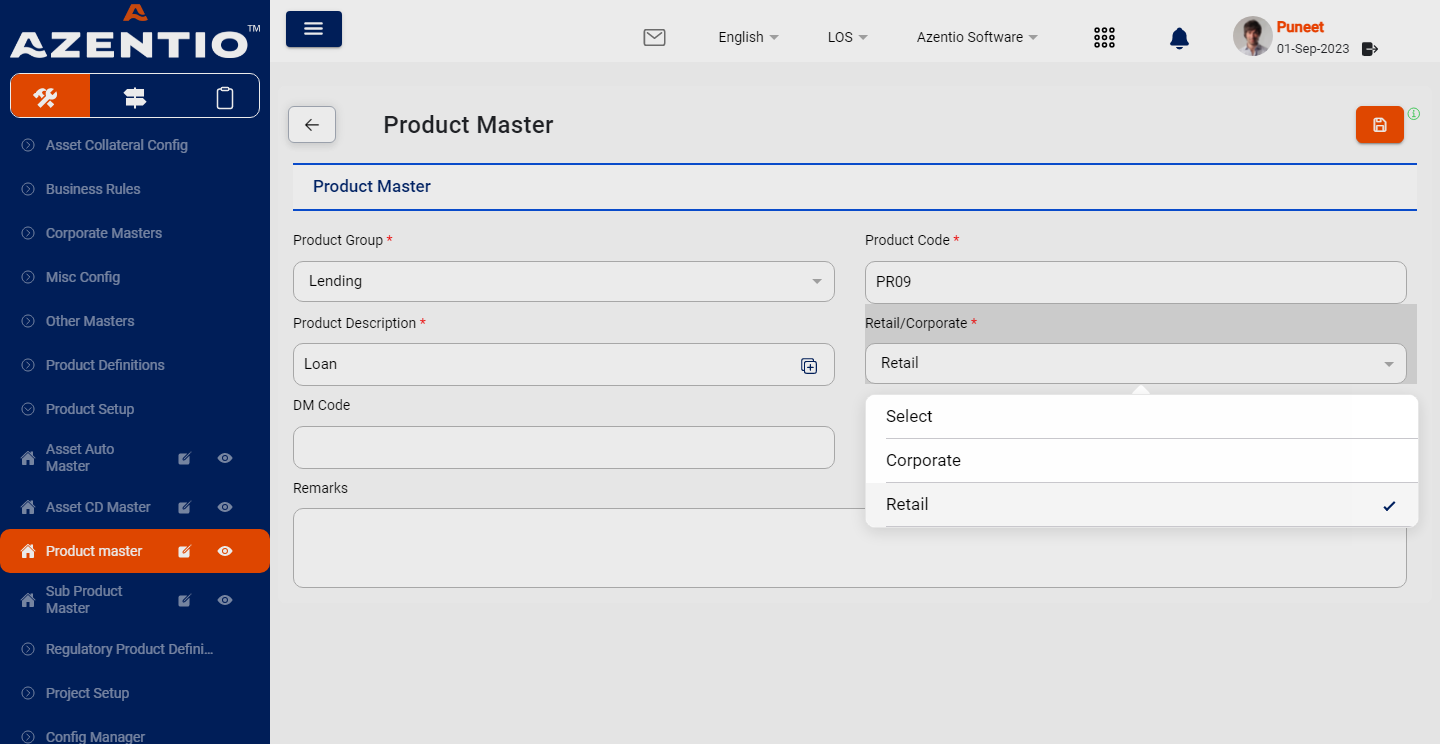 AZENTIO™
English
LOS
Azentio Software
Puneet
01-Sep-2023
Asset Collateral Config
Business Rules
Corporate Masters
Misc Config
Other Masters
Product Definitions
Product Setup
Asset Auto
Master
Asset CD Master
Product master
Sub Product
Master
Regulatory Product Defini...
Project Setup
Config Manager
Product Master
Product Master
Product Group *
Lending
Product Code *
PR09
Product Description *
Loan
Retail/Corporate *
Retail
Select
Corporate
Retail
DM Code
Remarks